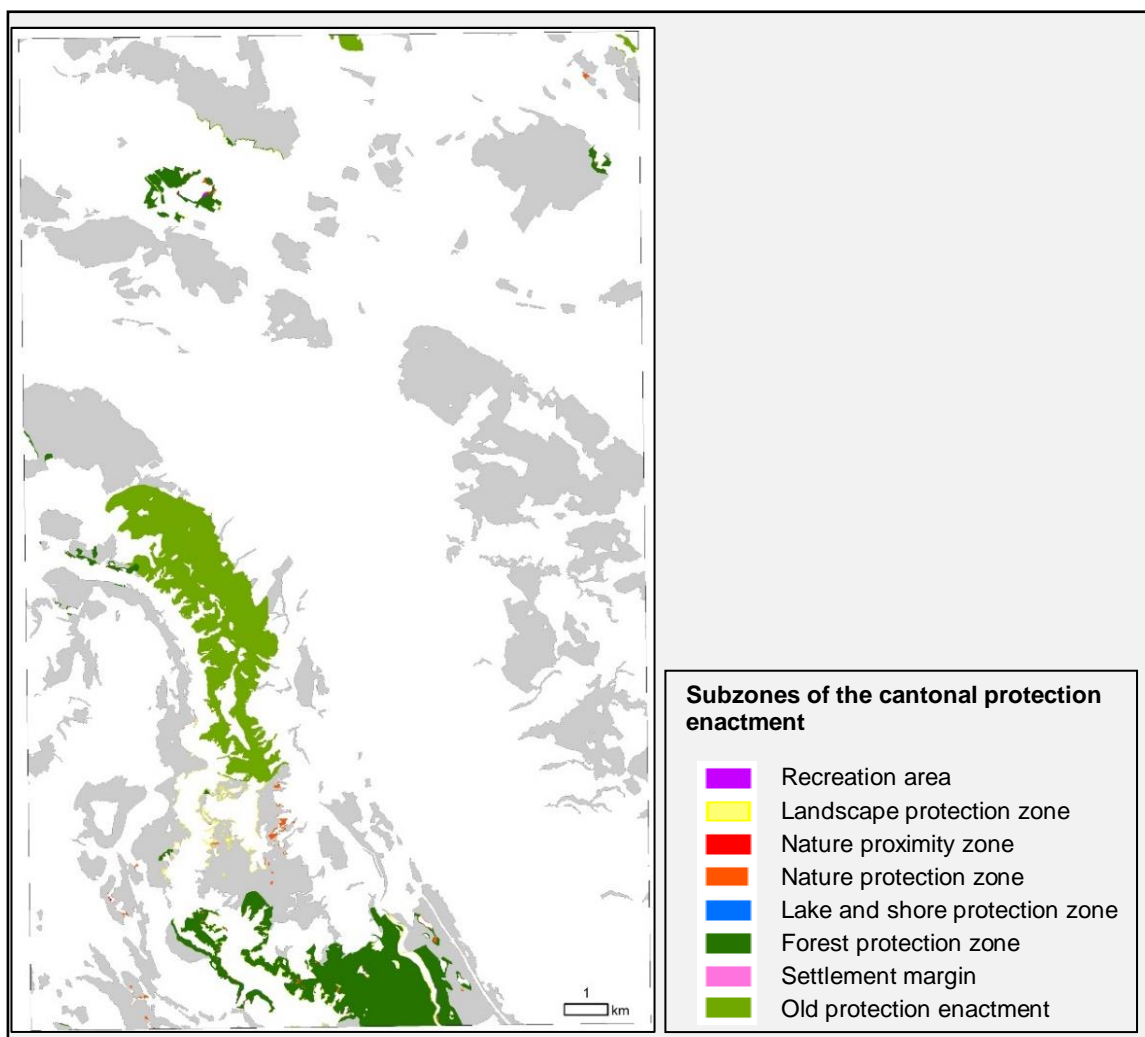 1
km
Subzones of the cantonal protection
enactment
Recreation area
Landscape protection zone
Nature proximity zone
Nature protection zone
Lake and shore protection zone
Forest protection zone
Settlement margin
Old protection enactment